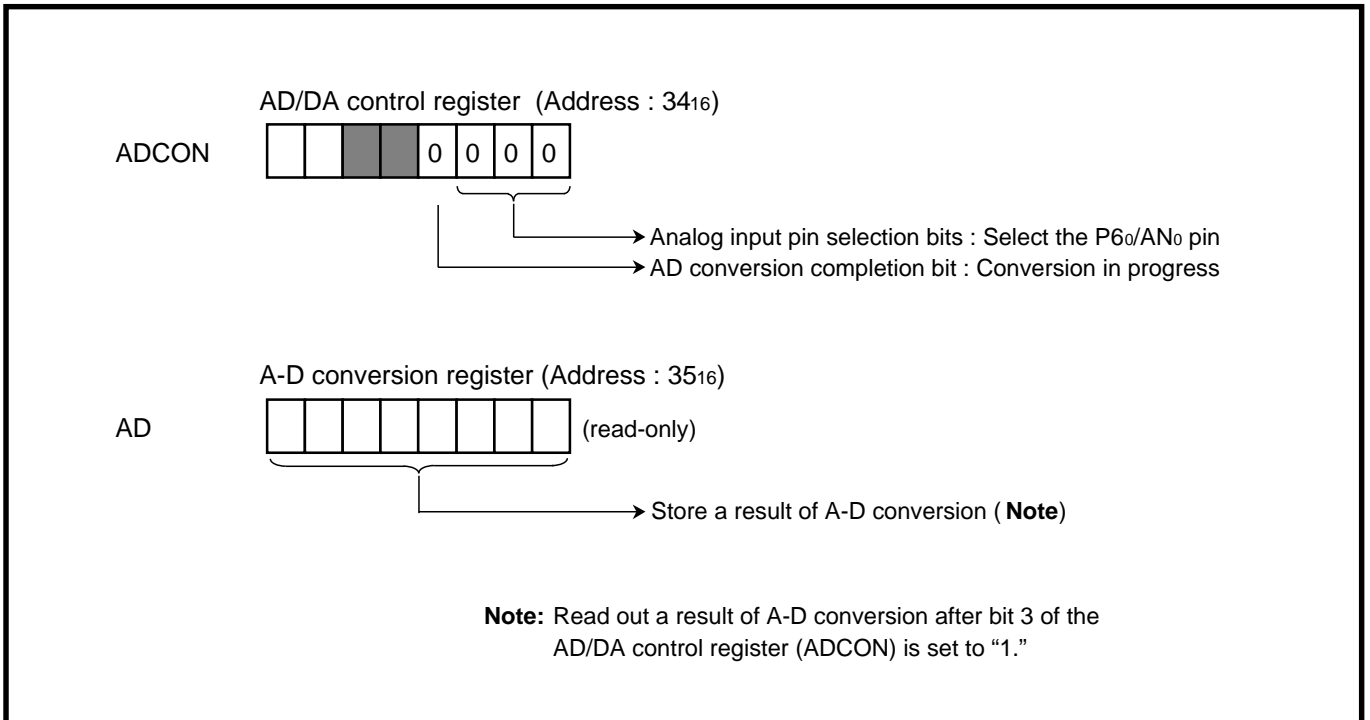 AD/DA control register (Address : 34₁₆)
ADCON 0 0 0 0
Analog input pin selection bits : Select the P6₀/AN₀ pin
AD conversion completion bit : Conversion in progress
A-D conversion register (Address : 35₁₆)
AD (read-only)
Store a result of A-D conversion ( Note)
Note: Read out a result of A-D conversion after bit 3 of the
AD/DA control register (ADCON) is set to “1.”